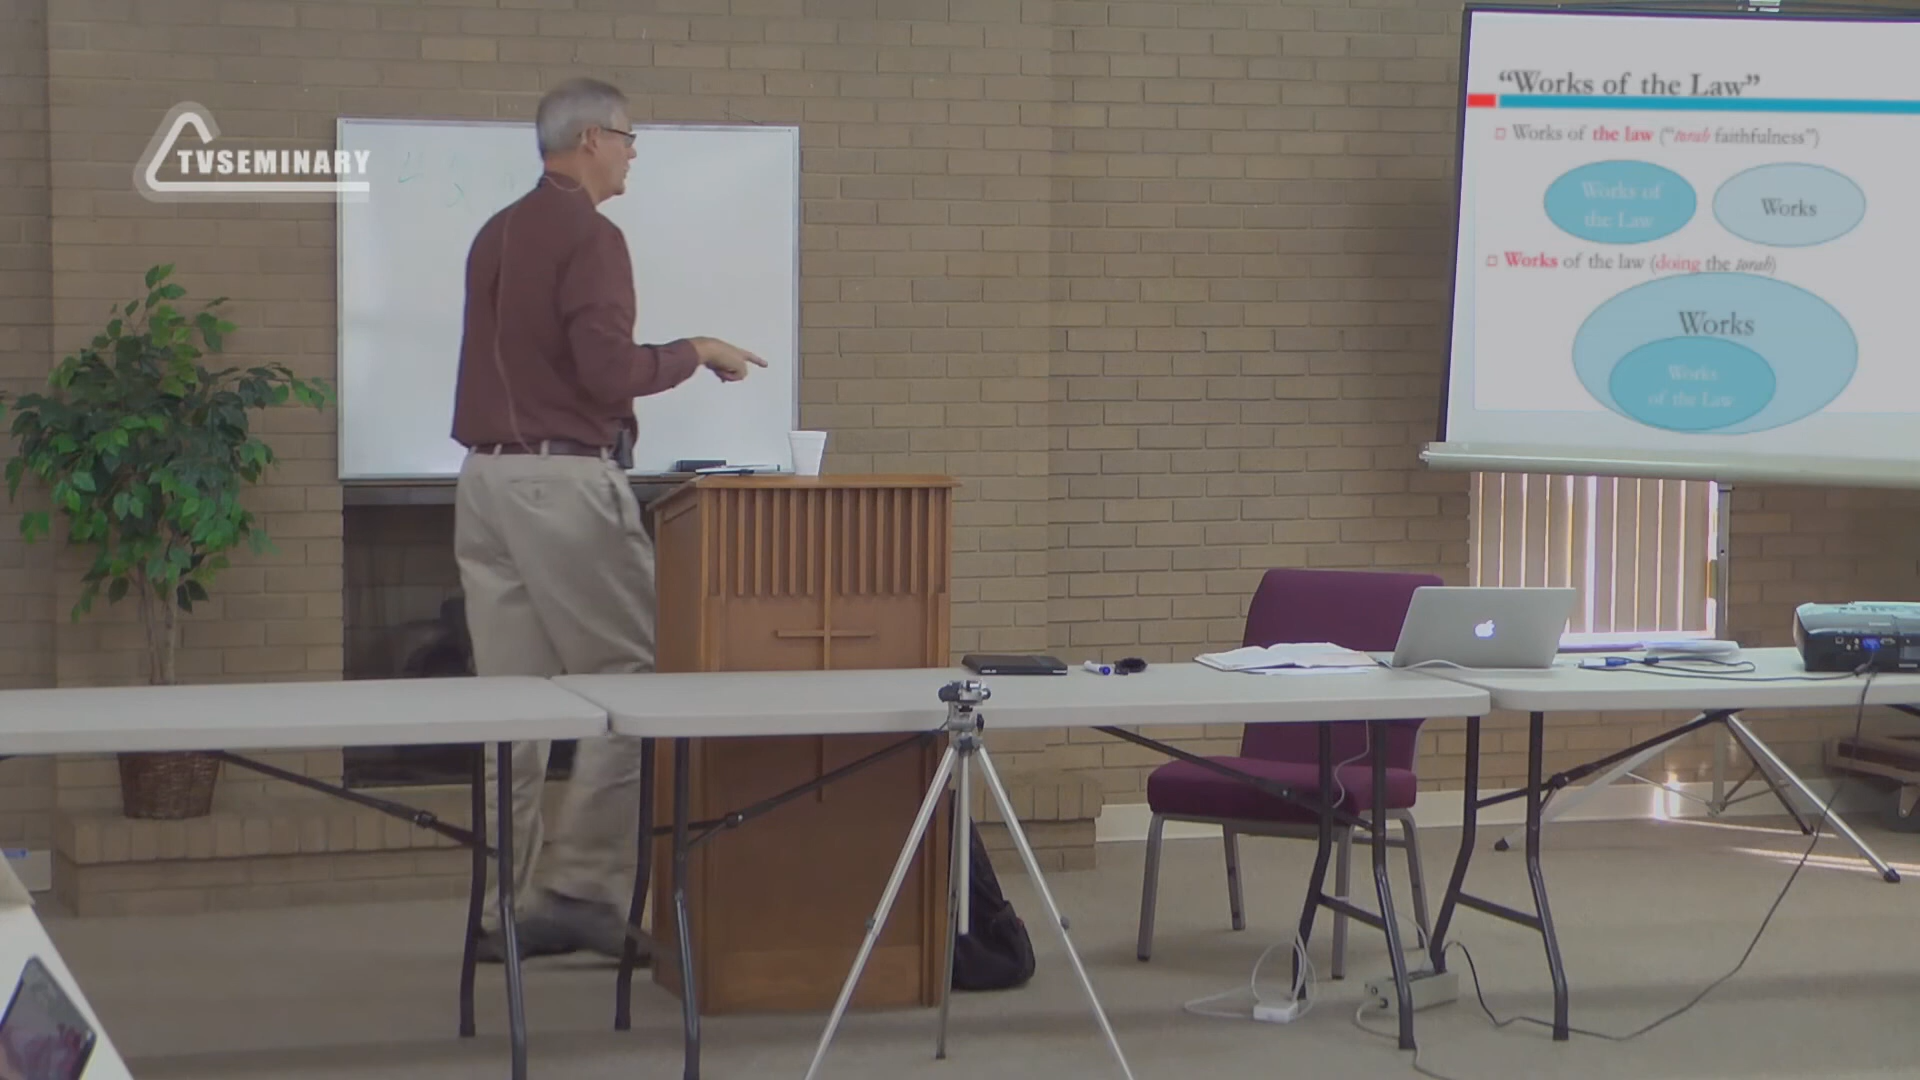 TVSEMINARY
“Works of the Law”
Works of the law (“torah faithfulness”)
Works of
the Law
Works
Works of the law (doing the torah)
Works
Works
of the Law